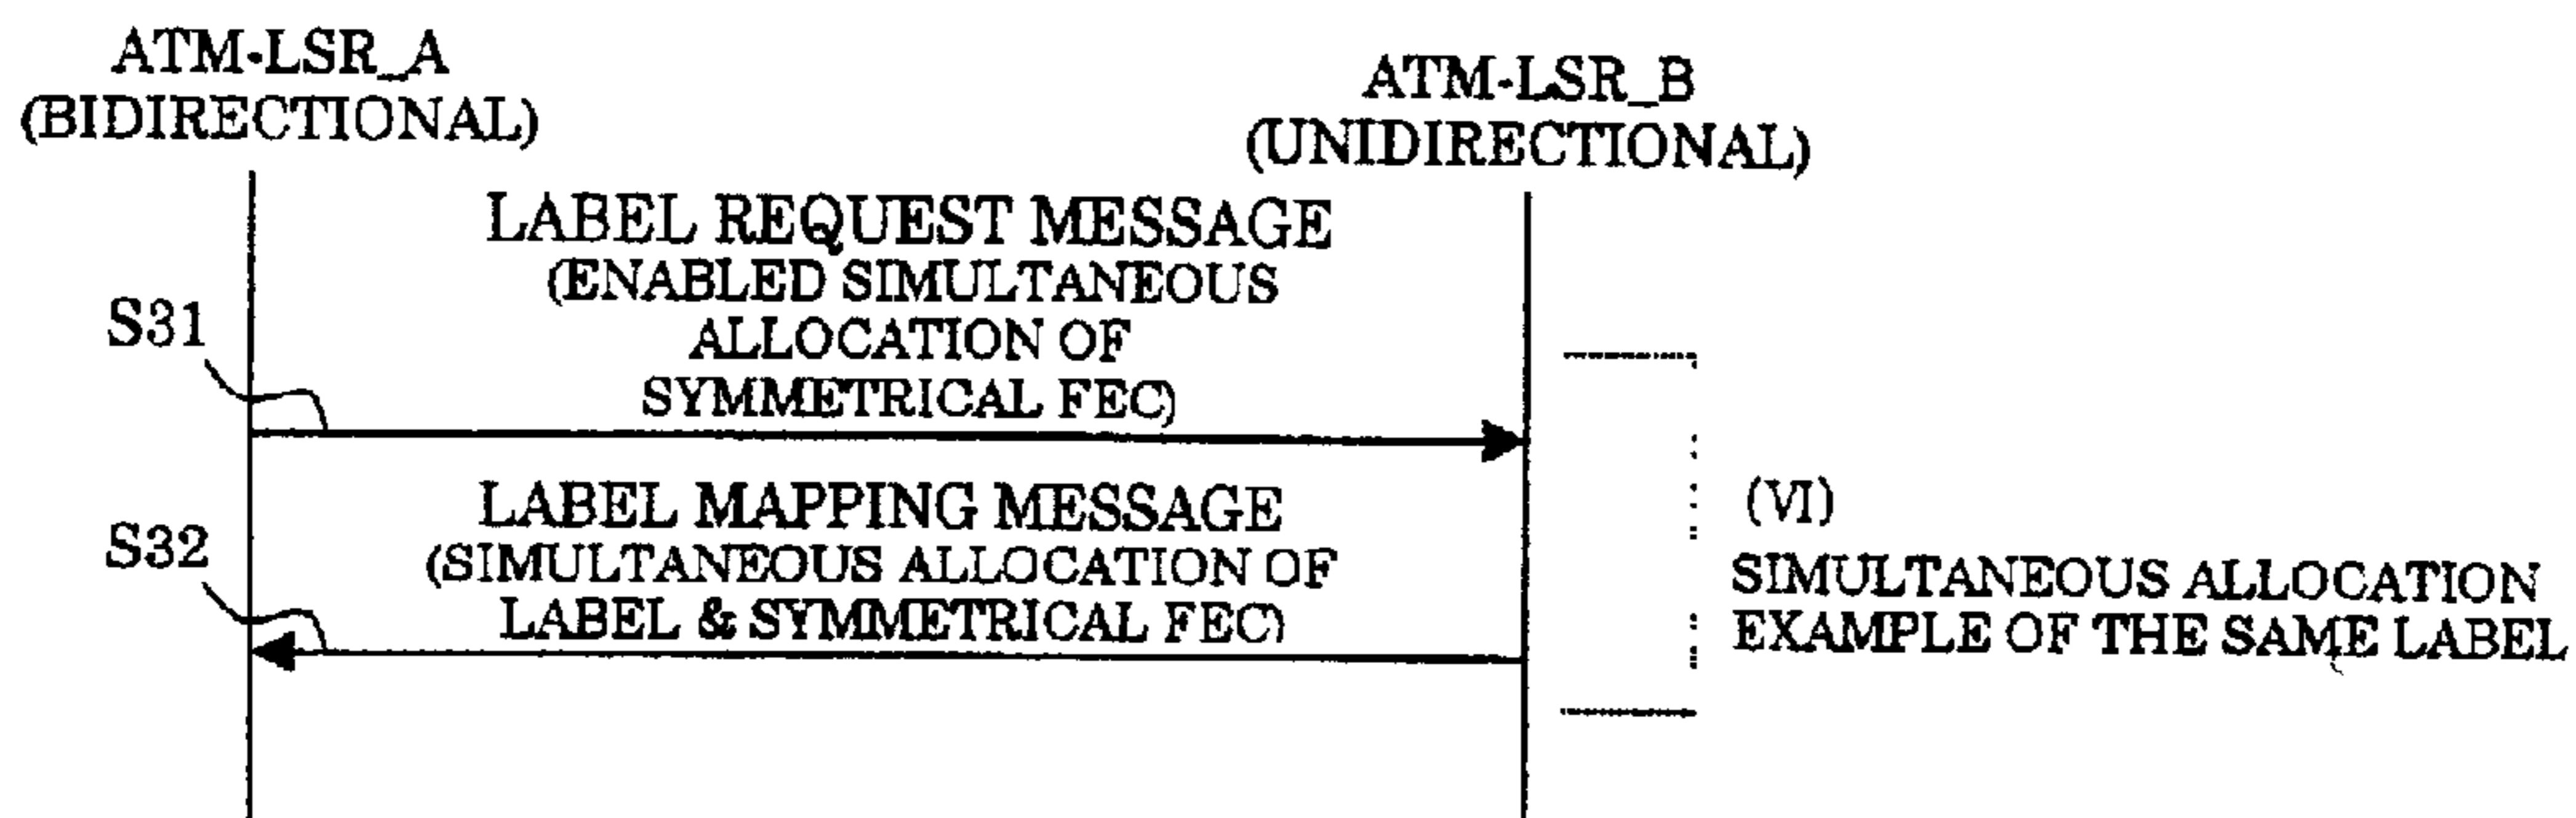 ATM-LSR_A
(BIDIRECTIONAL)
ATM-LSR_B
(UNIDIRECTIONAL)
LABEL REQUEST MESSAGE
(ENABLED SIMULTANEOUS
ALLOCATION OF
SYMMETRICAL FEC)
S31
LABEL MAPPING MESSAGE
(SIMULTANEOUS ALLOCATION OF
LABEL & SYMMETRICAL FEC)
S32
(VI)
SIMULTANEOUS ALLOCATION
EXAMPLE OF THE SAME LABEL